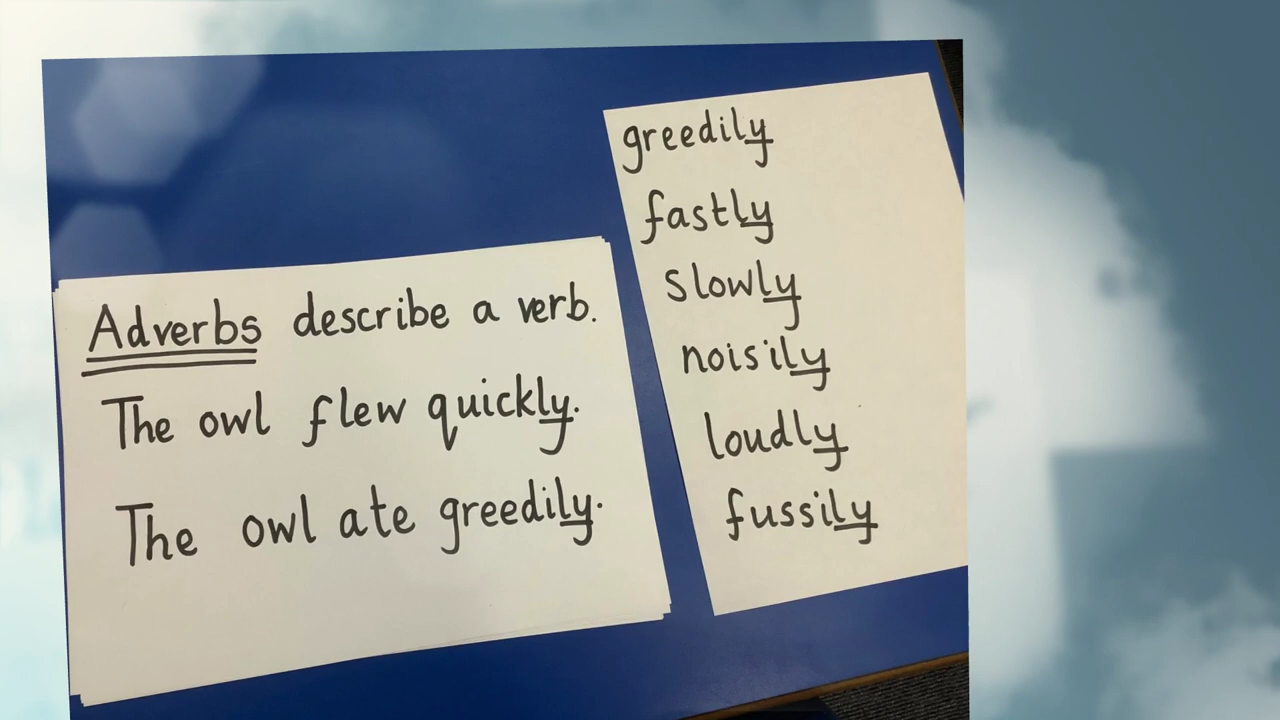 Adverbs describe a verb.
The owl flew quickly.
The owl ate greedily.
greedily
fastly
slowly
noisily
loudly
fussily